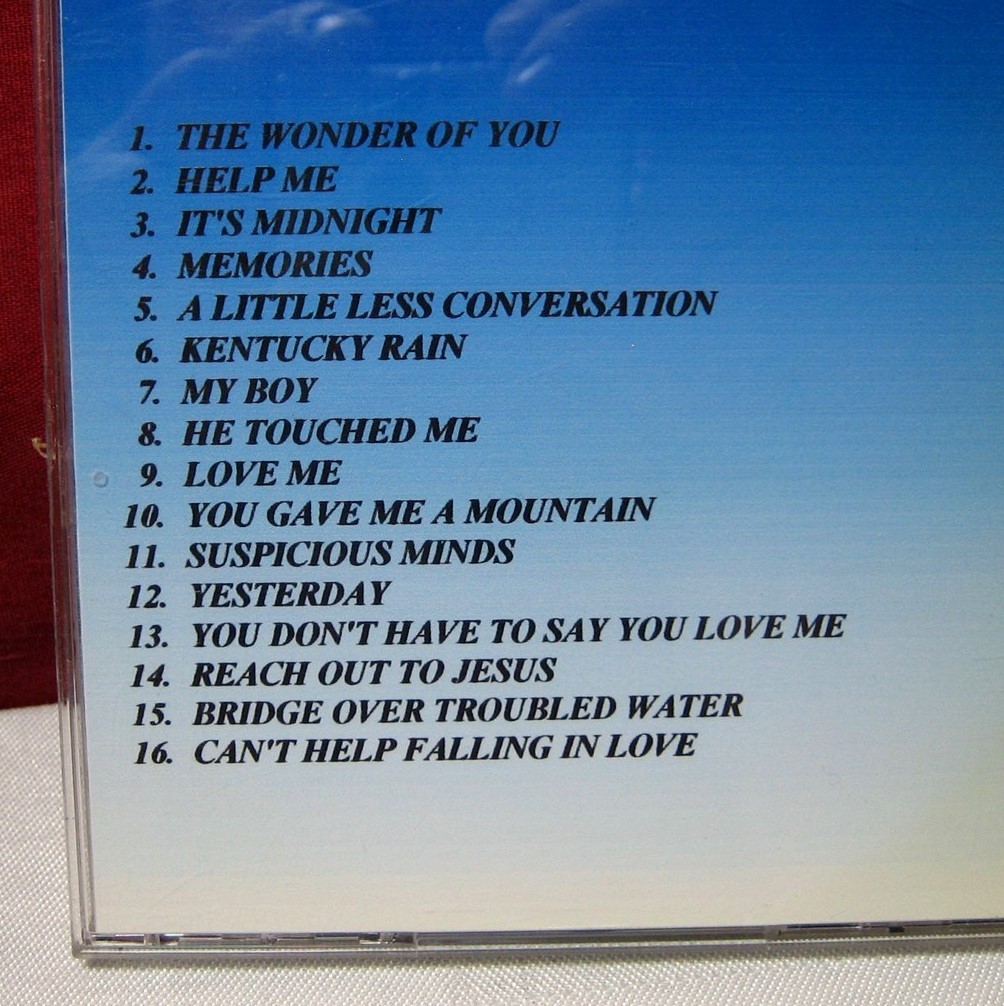 1. THE WONDER OF YOU
2. HELP ME
3. IT'S MIDNIGHT
4. MEMORIES
5. A LITTLE LESS CONVERSATION
6. KENTUCKY RAIN
7. MY BOY
8. HE TOUCHED ME
9. LOVE ME
10. YOU GAVE ME A MOUNTAIN
11. SUSPICIOUS MINDS
12. YESTERDAY
13. YOU DON'T HAVE TO SAY YOU LOVE ME
14. REACH OUT TO JESUS
15. BRIDGE OVER TROUBLED WATER
16. CAN'T HELP FALLING IN LOVE